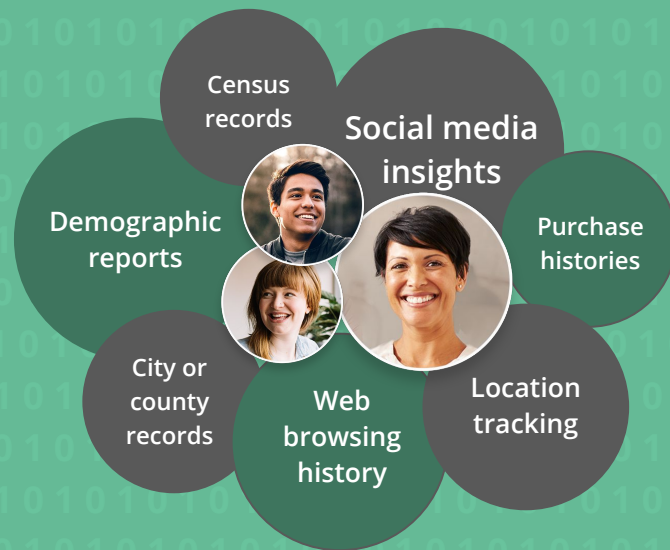 Census
records
Social media
insights
Demographic
reports
Purchase
histories
City or
county
records
Web
browsing
history
Location
tracking